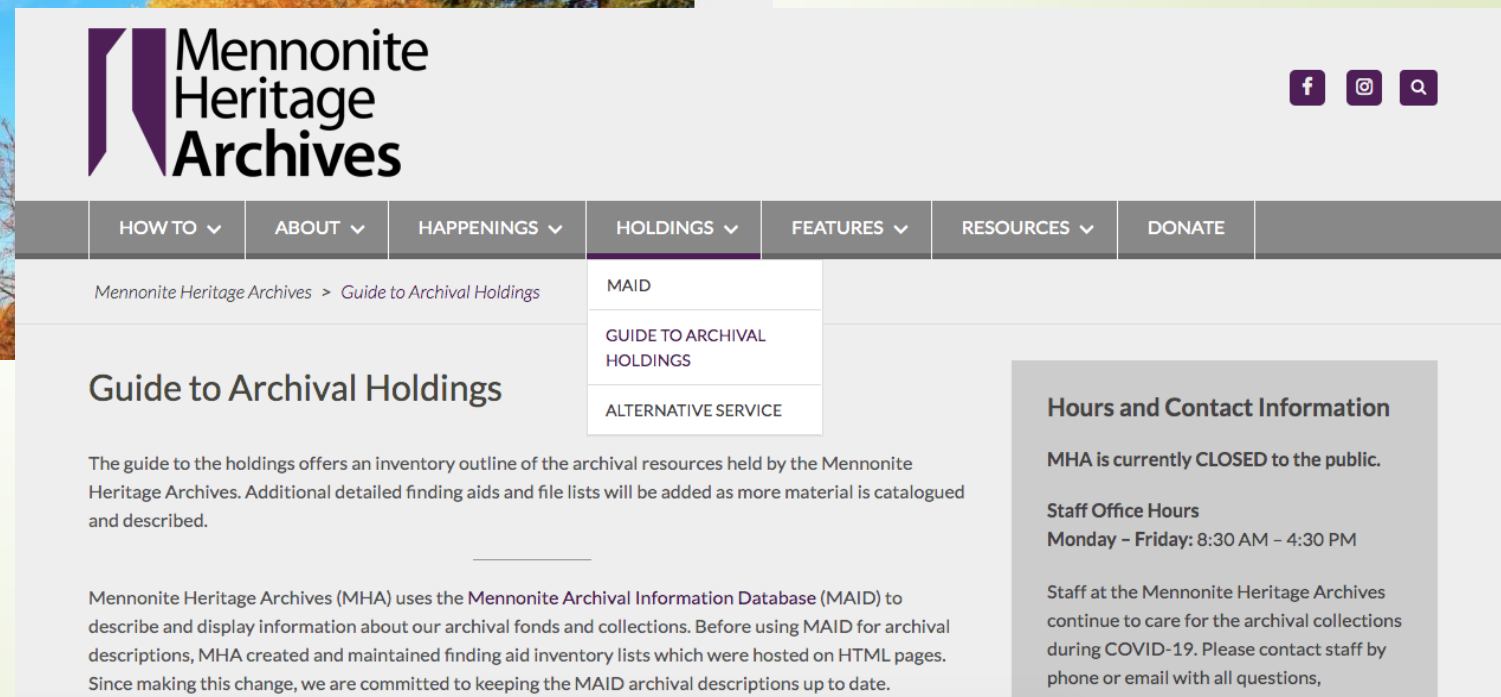 Mennonite
Heritage
Archives
HOW TO
ABOUT
HAPPENINGS
HOLDINGS
FEATURES
RESOURCES
DONATE
Mennonite Heritage Archives > Guide to Archival Holdings
MAID
GUIDE TO ARCHIVAL
HOLDINGS
ALTERNATIVE SERVICE
Guide to Archival Holdings
The guide to the holdings offers an inventory outline of the archival resources held by the Mennonite
Heritage Archives. Additional detailed finding aids and file lists will be added as more material is catalogued
and described.
Mennonite Heritage Archives (MHA) uses the Mennonite Archival Information Database (MAID) to
describe and display information about our archival fonds and collections. Before using MAID for archival
descriptions, MHA created and maintained finding aid inventory lists which were hosted on HTML pages.
Since making this change, we are committed to keeping the MAID archival descriptions up to date.
Hours and Contact Information
MHA is currently CLOSED to the public.
Staff Office Hours
Monday – Friday: 8:30 AM – 4:30 PM
Staff at the Mennonite Heritage Archives
continue to care for the archival collections
during COVID-19. Please contact staff by
phone or email with all questions,